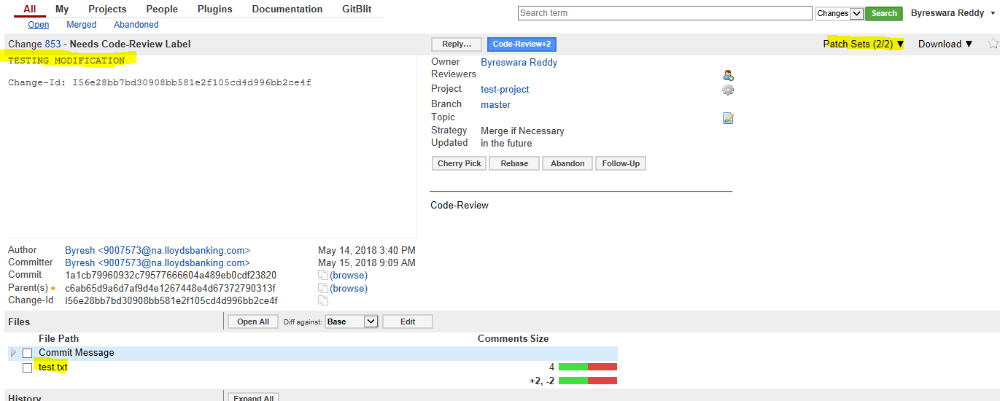 All My Projects People Plugins Documentation GitBlit
Search term Changes Search Byreswara Reddy ▼
Open Merged Abandoned
Change 853 - Needs Code-Review Label Reply... Code-Review+2 Patch Sets (2/2) ▼ Download ▼
TESTING MODIFICATION
Change-Id: I56e28bb7bd30908bb581e2f105cd4d996bb2ce4f
Owner Byreswara Reddy
Reviewers
Project test-project
Branch master
Topic
Strategy Merge if Necessary
Updated in the future
Cherry Pick Rebase Abandon Follow-Up
Code-Review
Author Byresh <9007573@na.lloydsbanking.com> May 14, 2018 3:40 PM
Committer Byresh <9007573@na.lloydsbanking.com> May 15, 2018 9:09 AM
Commit 1a1cb79960932c79577666604a489eb0cdf23820 (browse)
Parent(s) c6ab65d9a6d7af9d4e1267448e4d67372790313f (browse)
Change-Id I56e28bb7bd30908bb581e2f105cd4d996bb2ce4f
Files Open All Diff against: Base Edit
File Path Comments Size
Commit Message
test.txt 4
+2, -2
History Expand All